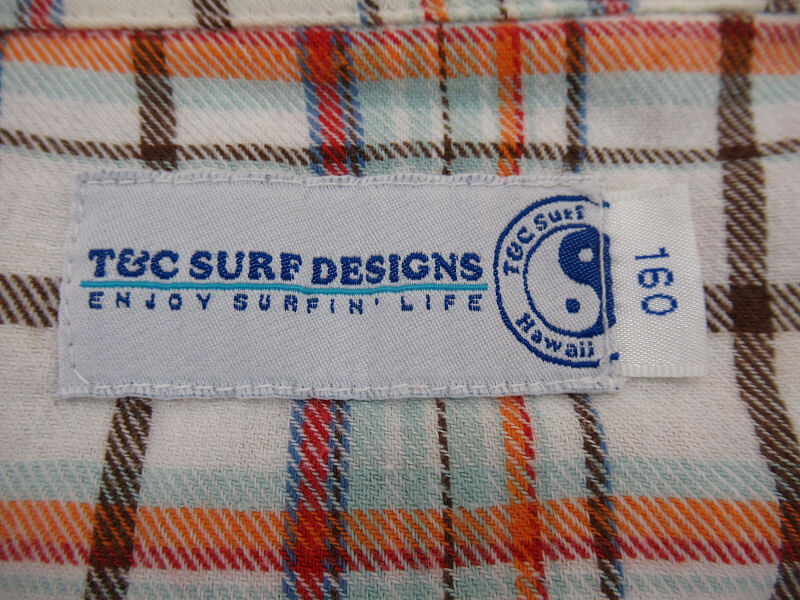 T&C SURF DESIGNS
ENJOY SURFIN' LIFE
T&C Surf
Hawaii
160